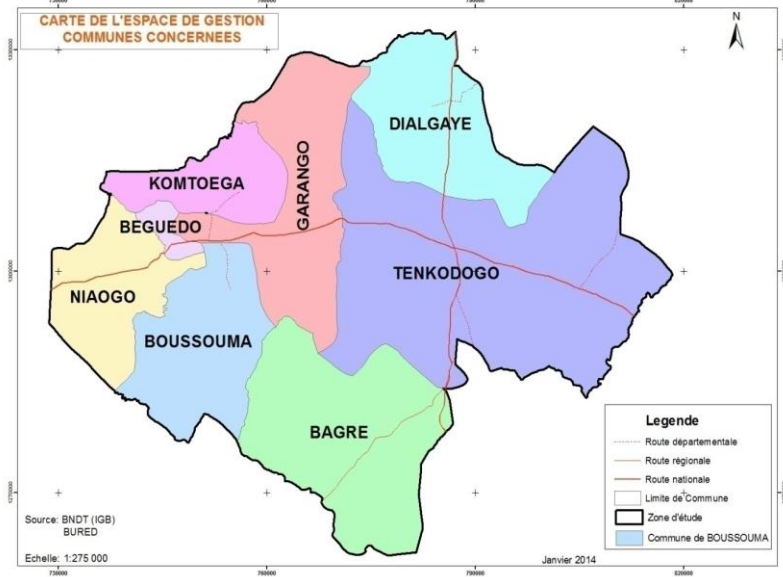 CARTE DE L'ESPACE DE GESTION
COMMUNES CONCERNEES
N
DIALGAYE
KOMTOEGA
GARANGO
BEGUEDO
TENKODOGO
NIAOGO
BOUSSOUMA
BAGRE
Legende
Route départementale
Route régionale
Route nationale
Limite de Commune
Zone d'étude
Commune de BOUSSOUMA
Source: BNDT (IGB)
BURED
Echelle: 1:275 000
Janvier 2014